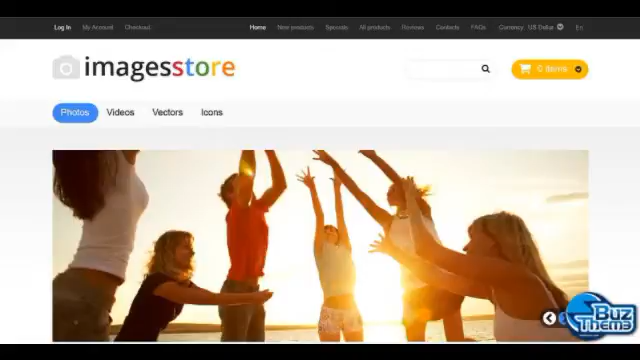 Log In My Account Checkout
Home New products Specials All products Reviews Contacts FAQs Currency: US Dollar En
imagesstore
0 items
Photos Videos Vectors Icons
Buz
Them3